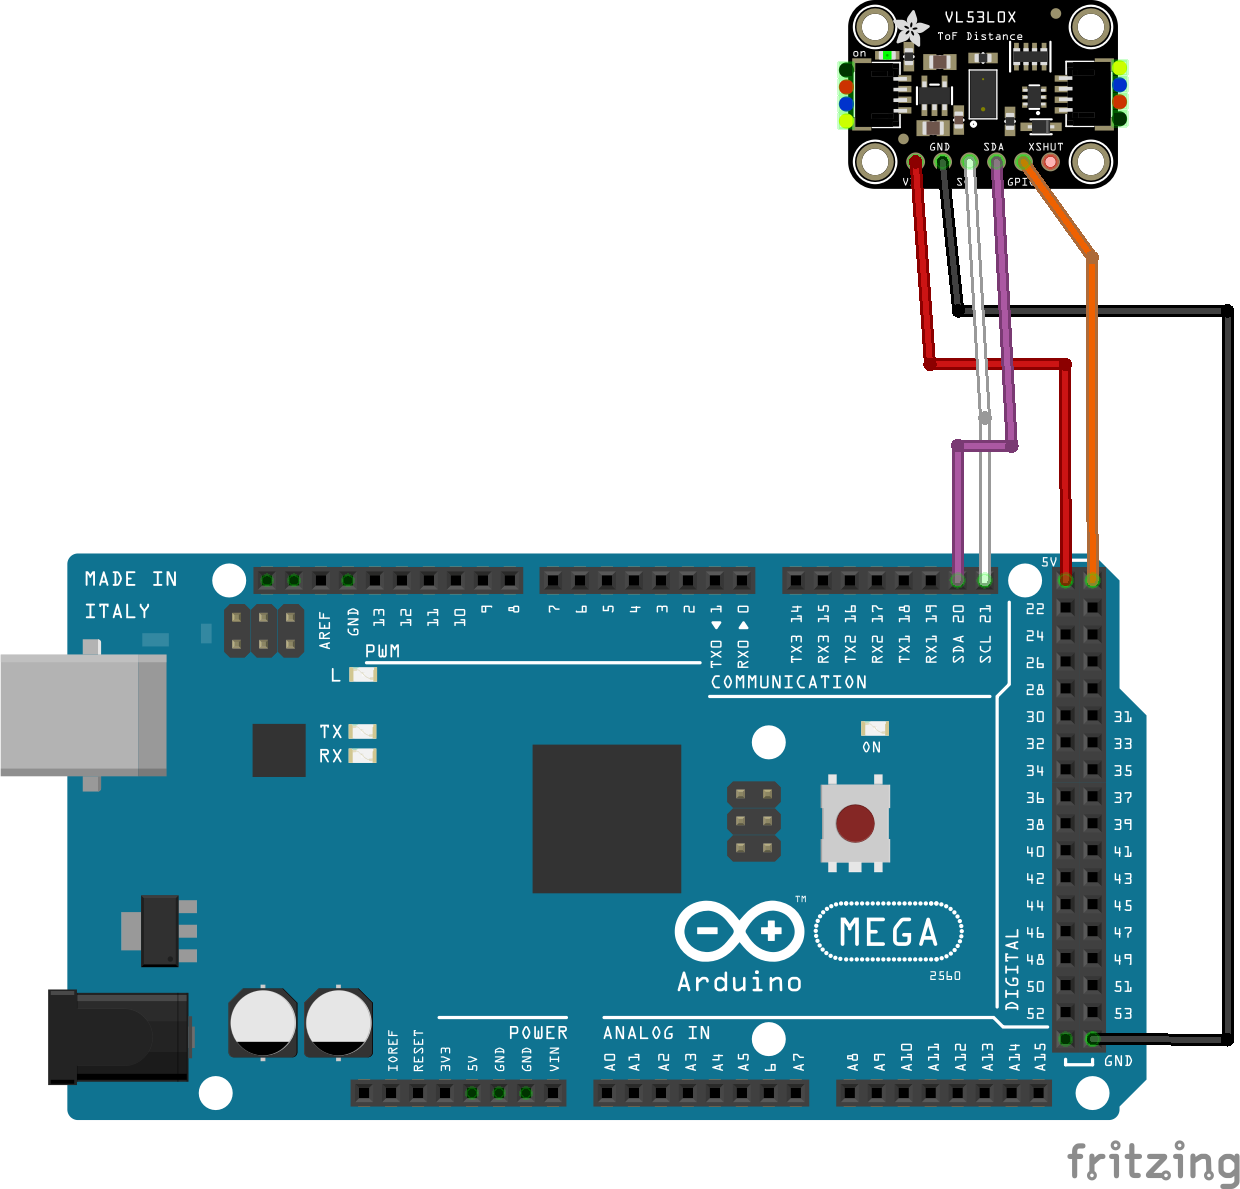 VL53L0X
ToF Distance
on
GND SDA XSHUT
5V
MADE IN
ITALY
AREF GND 13 12 11 10 9 8 7 6 5 4 3 2 TX0 ▶ 1 RX0 ◀ 0 TX3 14 RX3 15 TX2 16 RX2 17 TX1 18 RX1 19 SDA 20 SCL 21
PWM
COMMUNICATION
L
TX
RX
ON
22
24
26
28
30 31
32 33
34 35
36 37
38 39
40 41
42 43
44 45
46 47
48 49
50 51
52 53
DIGITAL
GND
TM
MEGA
2560
Arduino
POWER
ANALOG IN
IOREF RESET 3V3 5V GND GND VIN A0 A1 A2 A3 A4 A5 6 A7 A8 A9 A10 A11 A12 A13 A14 A15
fritzing